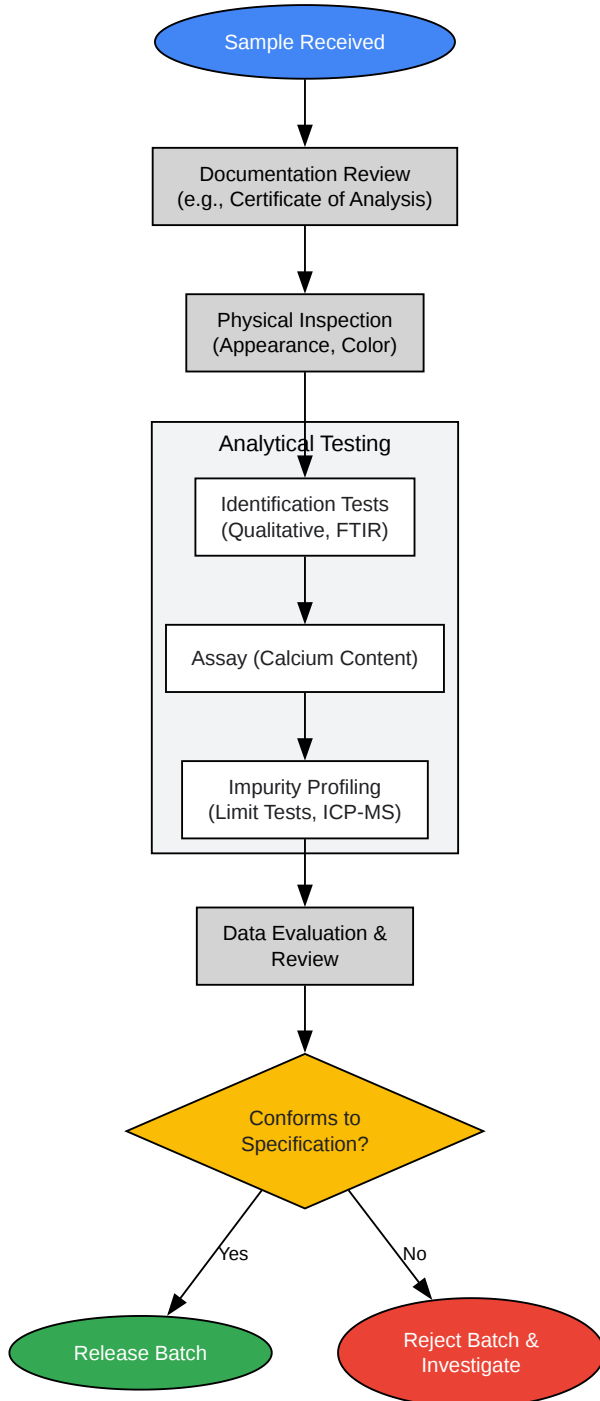 Sample Received
Documentation Review
(e.g., Certificate of Analysis)
Physical Inspection
(Appearance, Color)
Analytical Testing
Identification Tests
(Qualitative, FTIR)
Assay (Calcium Content)
Impurity Profiling
(Limit Tests, ICP-MS)
Data Evaluation &
Review
Conforms to
Specification?
Yes
No
Release Batch
Reject Batch &
Investigate